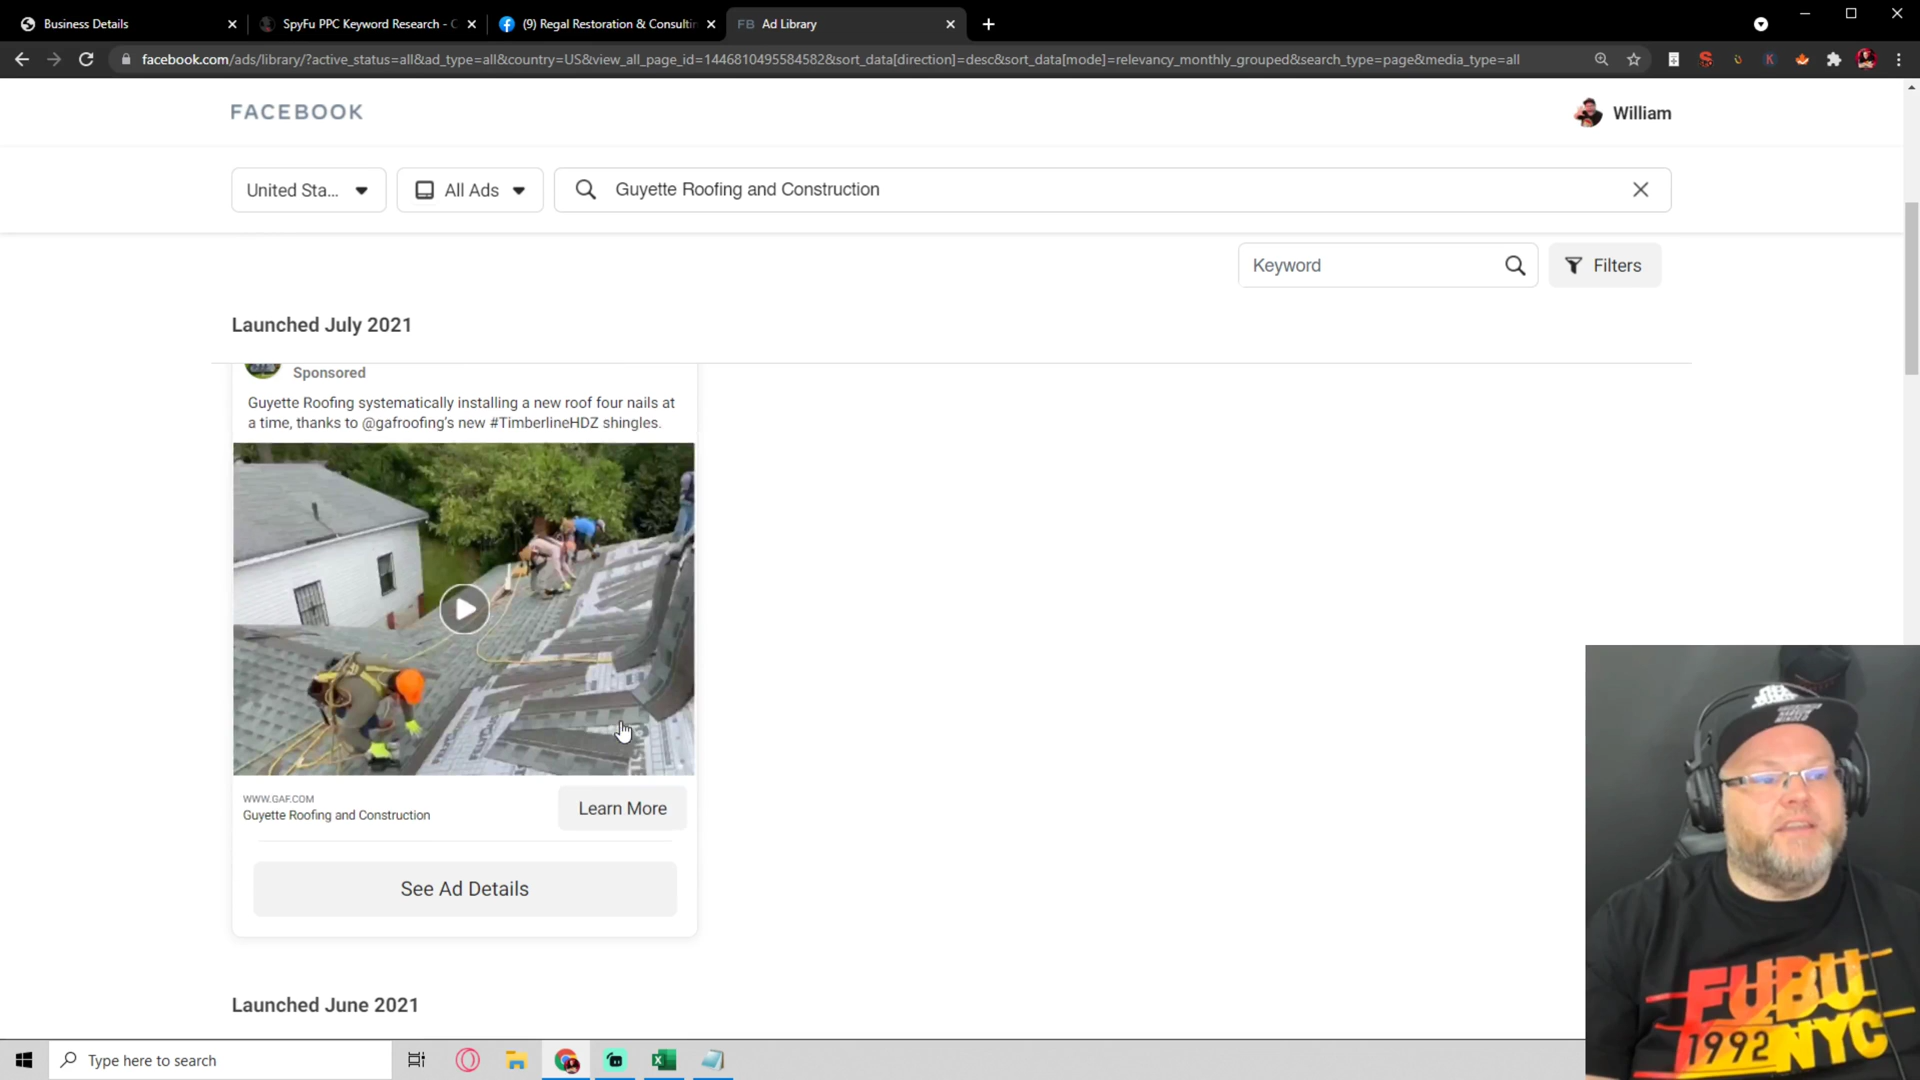 Business Details
SpyFu PPC Keyword Research - C
(9) Regal Restoration & Consultin
FB Ad Library
facebook.com/ads/library/?active_status=all&ad_type=all&country=US&view_all_page_id=1446810495584582&sort_data[direction]=desc&sort_data[mode]=relevancy_monthly_grouped&search_type=page&media_type=all
FACEBOOK
William
United Sta...
All Ads
Guyette Roofing and Construction
Keyword
Filters
Launched July 2021
Sponsored
Guyette Roofing systematically installing a new roof four nails at
a time, thanks to @gafroofing's new #TimberlineHDZ shingles.
WWW.GAF.COM
Guyette Roofing and Construction
Learn More
See Ad Details
Launched June 2021
Type here to search
FUBU
1992 NYC